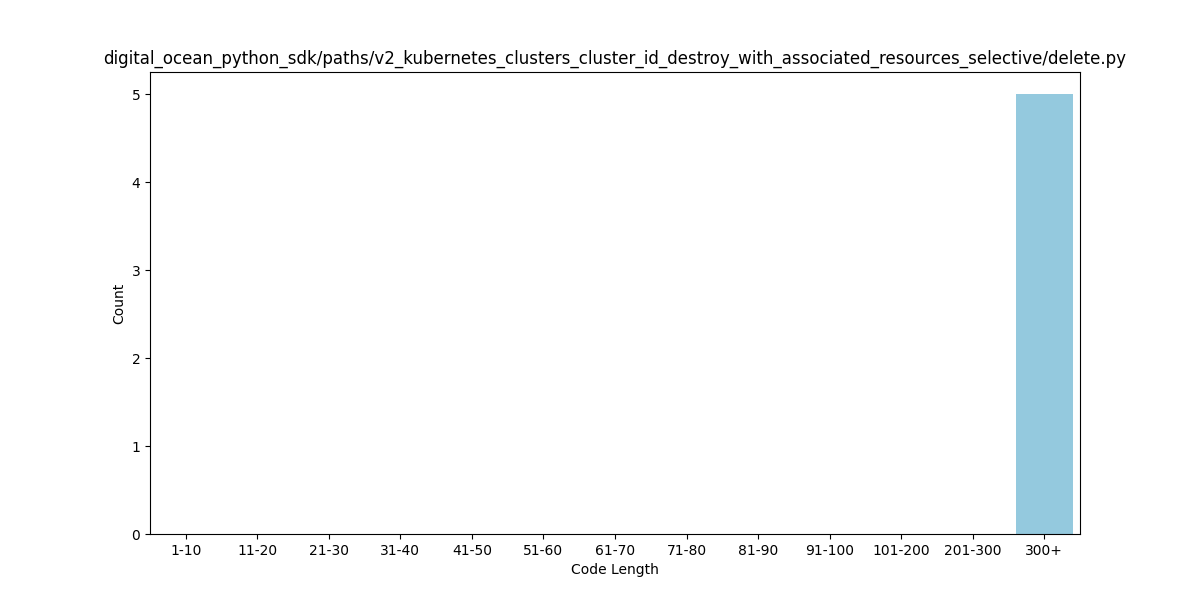 digital_ocean_python_sdk/paths/v2_kubernetes_clusters_cluster_id_destroy_with_associated_resources_selective/delete.py
5
4
3
2
1
0
Count
1-10 11-20 21-30 31-40 41-50 51-60 61-70 71-80 81-90 91-100 101-200 201-300 300+
Code Length